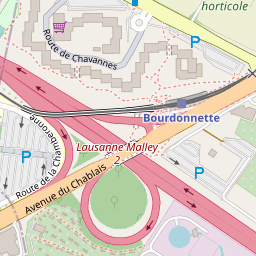 horticole
Route de Chavannes
P
Bourdonnette
Lausanne Malley
2
P
P
P
Route de la Chamberonne
Avenue du Chablais